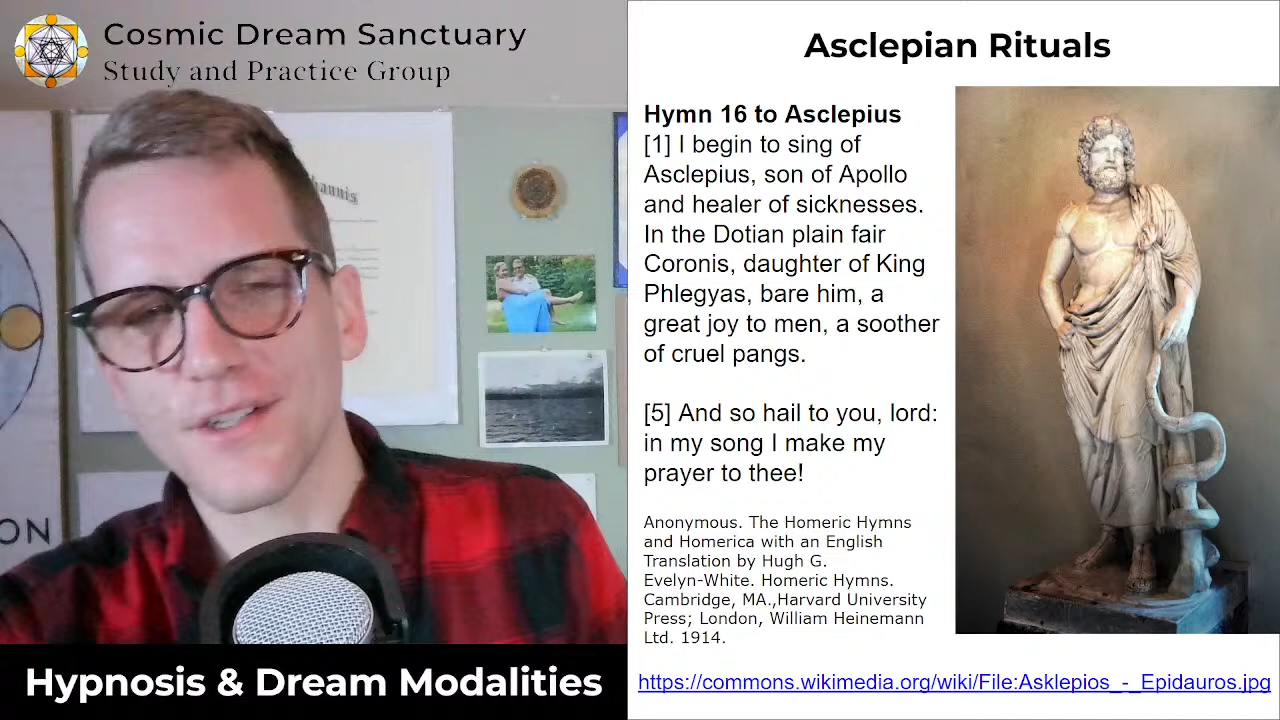 Cosmic Dream Sanctuary
Study and Practice Group
hannis
ON
Hypnosis & Dream Modalities
Asclepian Rituals
Hymn 16 to Asclepius
[1] I begin to sing of
Asclepius, son of Apollo
and healer of sicknesses.
In the Dotian plain fair
Coronis, daughter of King
Phlegyas, bare him, a
great joy to men, a soother
of cruel pangs.
[5] And so hail to you, lord:
in my song I make my
prayer to thee!
Anonymous. The Homeric Hymns
and Homerica with an English
Translation by Hugh G.
Evelyn-White. Homeric Hymns.
Cambridge, MA.,Harvard University
Press; London, William Heinemann
Ltd. 1914.
https://commons.wikimedia.org/wiki/File:Asklepios_-_Epidauros.jpg